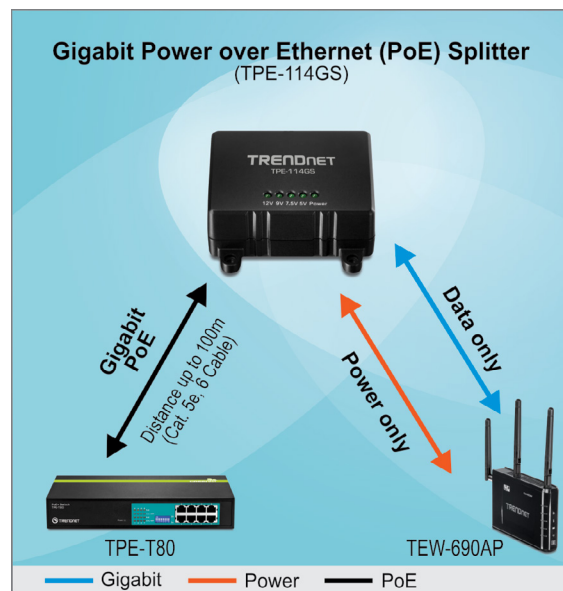 Gigabit Power over Ethernet (PoE) Splitter
(TPE-114GS)
TRENDNET
TPE-114GS
12V 9V 7.5V 5V Power
Gigabit
PoE
Distance up to 100m
(Cat. 5e, 6 Cable)
Data only
Power only
TRENDNET
TPE-T80
TEW-690AP
Gigabit
Power
PoE